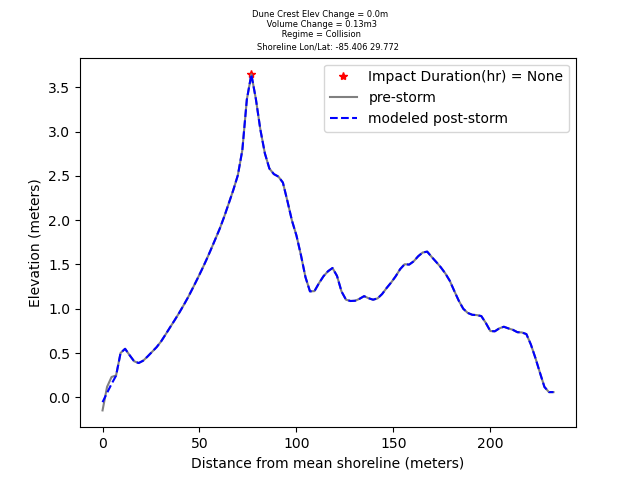 Dune Crest Elev Change = 0.0m
Volume Change = 0.13m3
Regime = Collision
Shoreline Lon/Lat: -85.406 29.772
Impact Duration(hr) = None
pre-storm
modeled post-storm
Elevation (meters)
3.5
3.0
2.5
2.0
1.5
1.0
0.5
0.0
0 50 100 150 200
Distance from mean shoreline (meters)